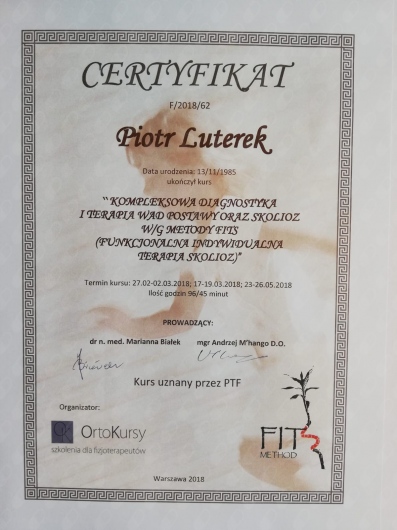 CERTYFIKAT
F/2018/62
Piotr Luterek
Data urodzenia: 13/11/1985
ukończył kurs
"KOMPLEKSOWA DIAGNOSTYKA
I TERAPIA WAD POSTAWY ORAZ SKOLIOZ
W/G METODY FITS
(FUNKCJONALNA INDYWIDUALNA
TERAPIA SKOLIOZ)"
Termin kursu: 27.02-02.03.2018; 17-19.03.2018; 23-26.05.2018
Ilość godzin 96/45 minut
PROWADZĄCY:
dr n. med. Marianna Białek mgr Andrzej M'hango D.O.
Kurs uznany przez PTF
Organizator:
OrtoKursy
szkolenia dla fizjoterapeutów
FITS
METHOD
Warszawa 2018